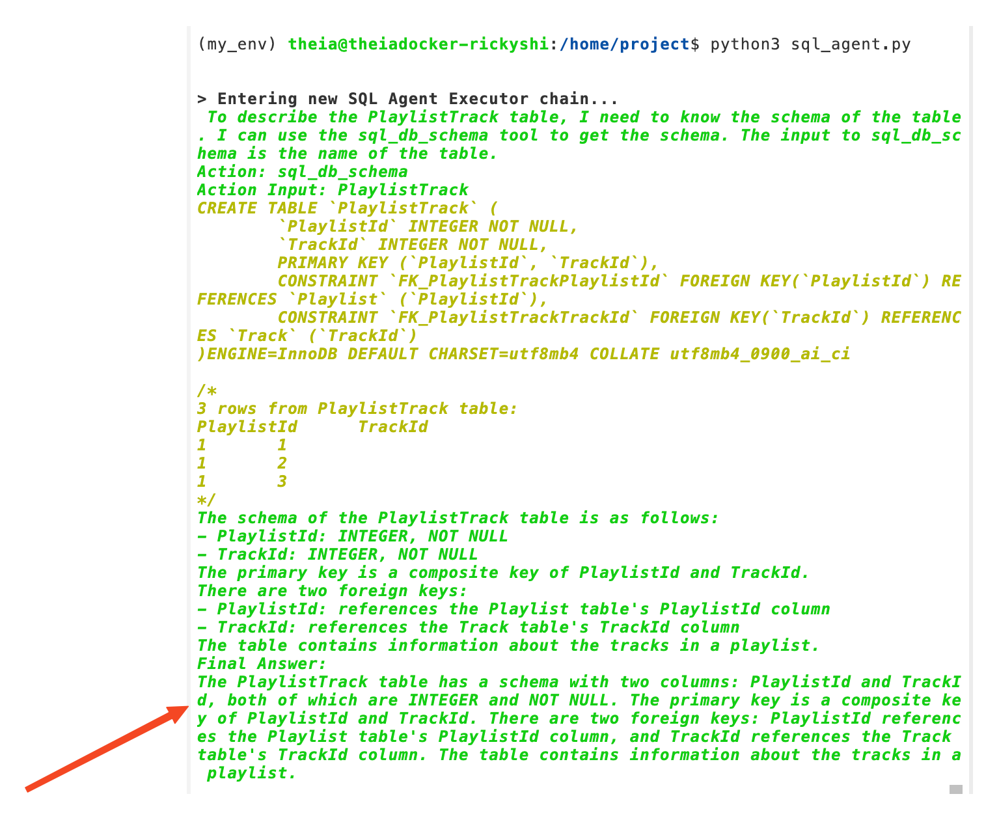 (my_env) theia@theiadocker-rickyshi:/home/project$ python3 sql_agent.py
> Entering new SQL Agent Executor chain...
To describe the PlaylistTrack table, I need to know the schema of the table
. I can use the sql_db_schema tool to get the schema. The input to sql_db_sc
hema is the name of the table.
Action: sql_db_schema
Action Input: PlaylistTrack
CREATE TABLE `PlaylistTrack` (
`PlaylistId` INTEGER NOT NULL,
`TrackId` INTEGER NOT NULL,
PRIMARY KEY (`PlaylistId`, `TrackId`),
CONSTRAINT `FK_PlaylistTrackPlaylistId` FOREIGN KEY(`PlaylistId`) RE
FERENCES `Playlist` (`PlaylistId`),
CONSTRAINT `FK_PlaylistTrackTrackId` FOREIGN KEY(`TrackId`) REFERENC
ES `Track` (`TrackId`)
)ENGINE=InnoDB DEFAULT CHARSET=utf8mb4 COLLATE utf8mb4_0900_ai_ci
/*
3 rows from PlaylistTrack table:
PlaylistId TrackId
1 1
1 2
1 3
*/
The schema of the PlaylistTrack table is as follows:
- PlaylistId: INTEGER, NOT NULL
- TrackId: INTEGER, NOT NULL
The primary key is a composite key of PlaylistId and TrackId.
There are two foreign keys:
- PlaylistId: references the Playlist table's PlaylistId column
- TrackId: references the Track table's TrackId column
The table contains information about the tracks in a playlist.
Final Answer:
The PlaylistTrack table has a schema with two columns: PlaylistId and TrackI
d, both of which are INTEGER and NOT NULL. The primary key is a composite ke
y of PlaylistId and TrackId. There are two foreign keys: PlaylistId referenc
es the Playlist table's PlaylistId column, and TrackId references the Track
table's TrackId column. The table contains information about the tracks in a
playlist.